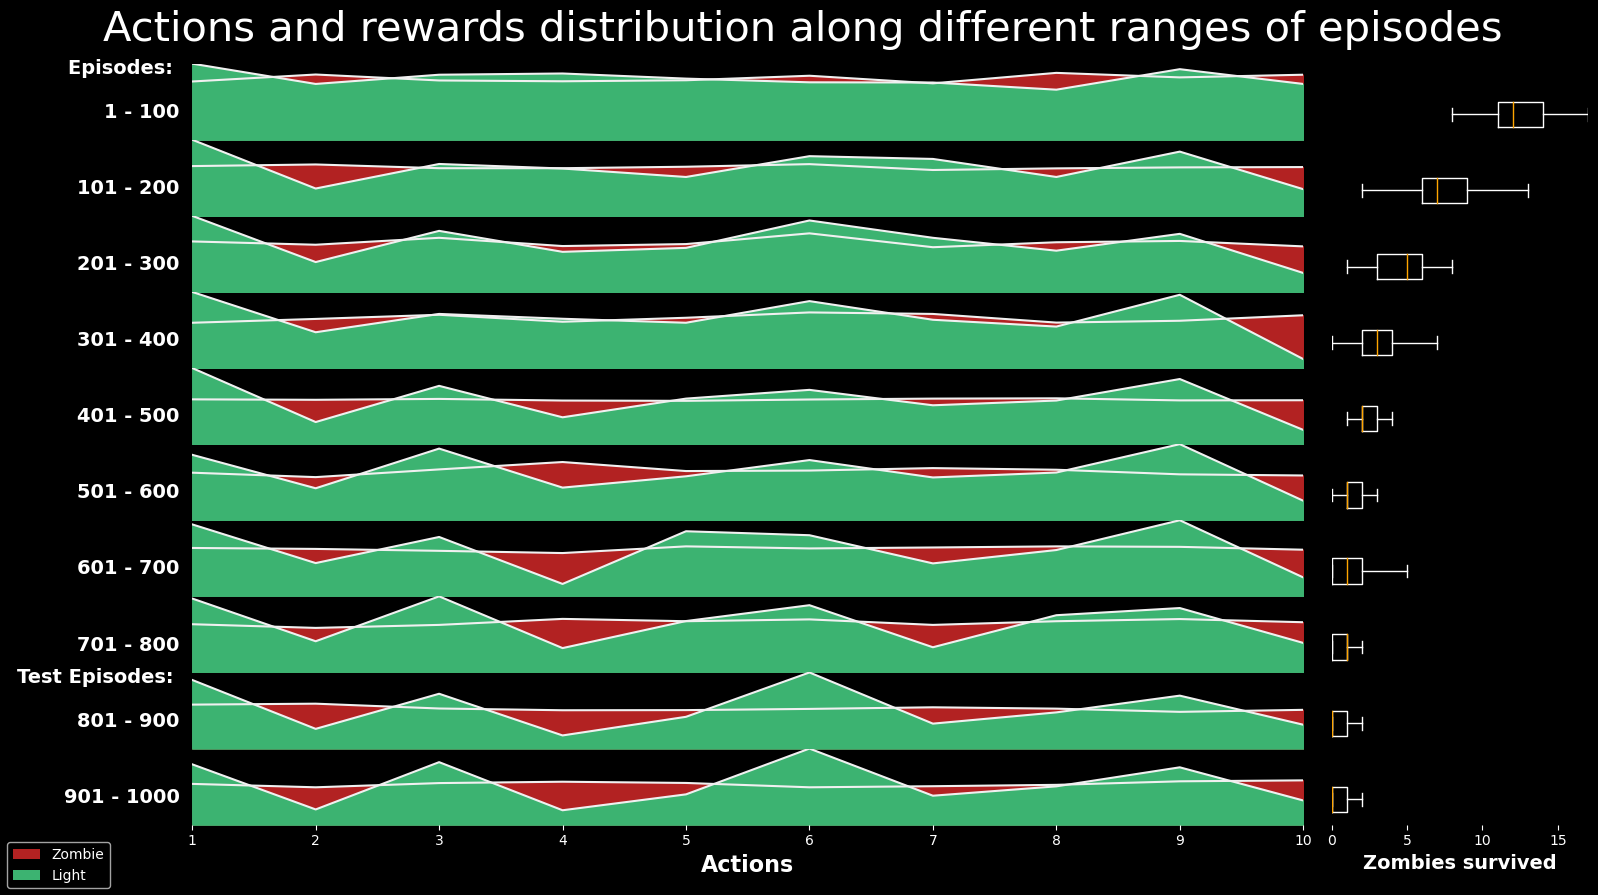 Actions and rewards distribution along different ranges of episodes
Episodes:
1 - 100
101 - 200
201 - 300
301 - 400
401 - 500
501 - 600
601 - 700
701 - 800
Test Episodes:
801 - 900
901 - 1000
1 2 3 4 5 6 7 8 9 10 0 5 10 15
Actions
Zombies survived
Zombie
Light